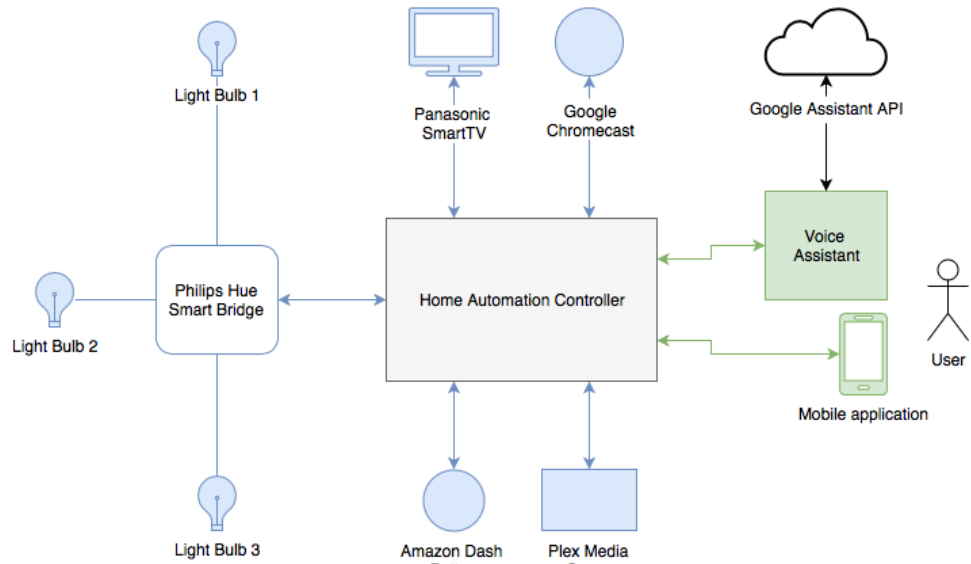 Light Bulb 1
Panasonic
SmartTV
Google
Chromecast
Google Assistant API
Voice
Assistant
Philips Hue
Smart Bridge
Home Automation Controller
Light Bulb 2
User
Mobile application
Light Bulb 3
Amazon Dash
Plex Media